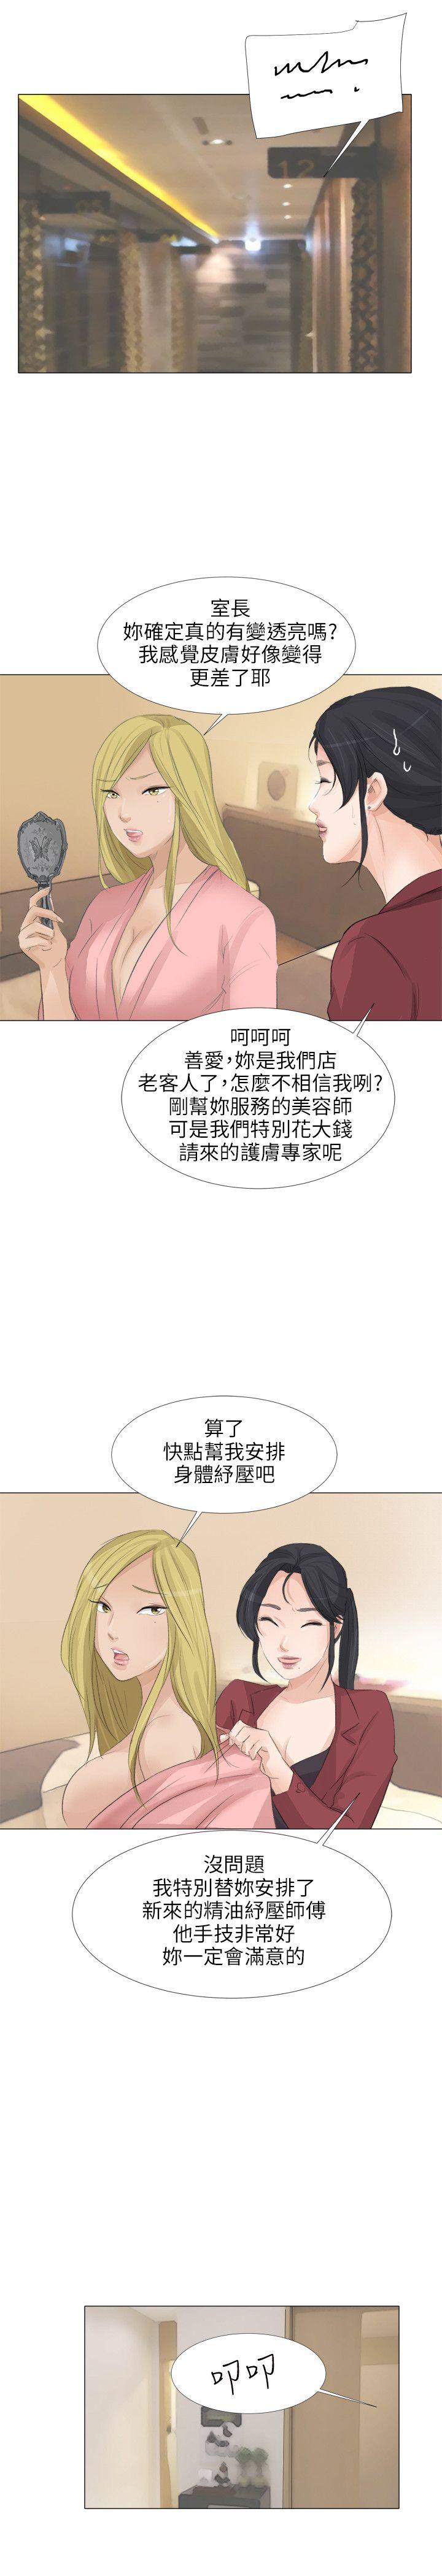 12
室長
妳確定真的有變透亮嗎?
我感覺皮膚好像變得
更差了耶
呵呵呵
善愛,妳是我們店
老客人了,怎麼不相信我咧?
剛幫妳服務的美容師
可是我們特別花大錢
請來的護膚專家呢
算了
快點幫我安排
身體紓壓吧
沒問題
我特別替妳安排了
新來的精油紓壓師傅
他手技非常好
妳一定會滿意的
叩叩